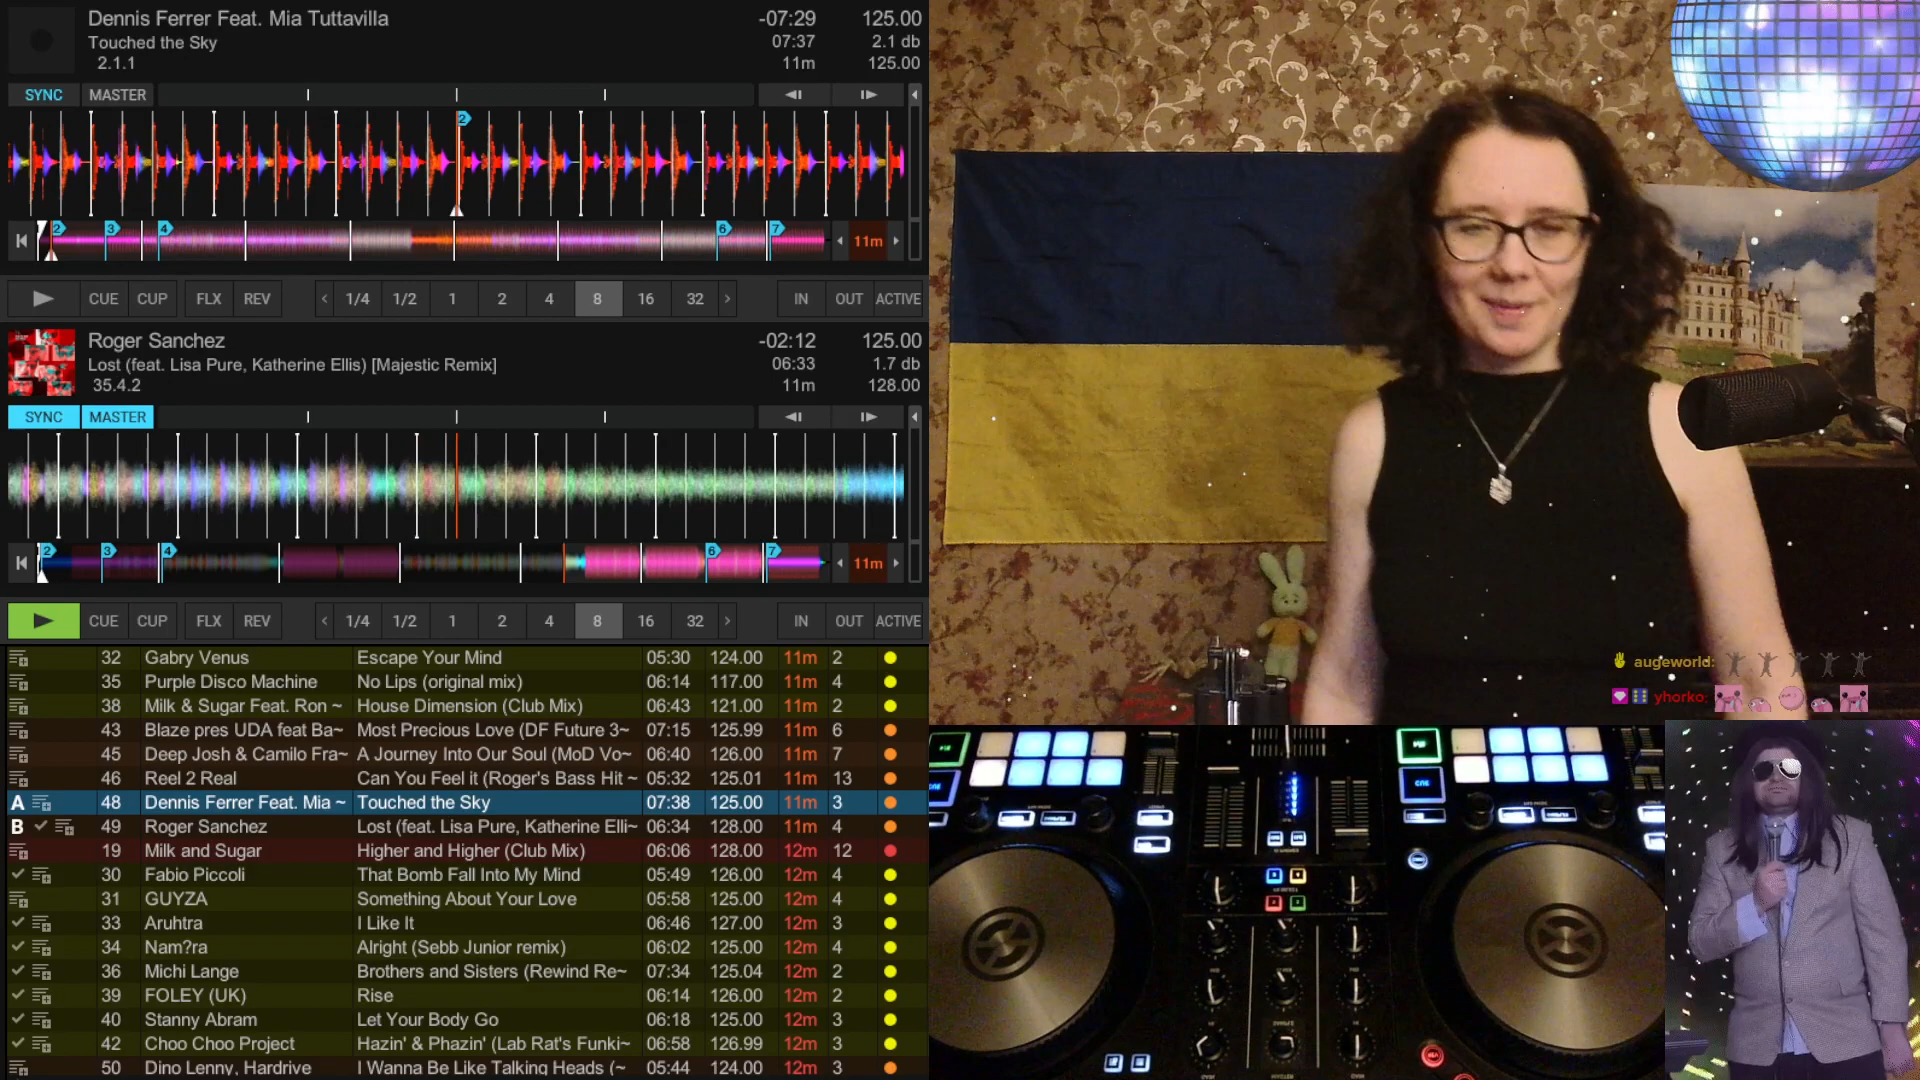 Dennis Ferrer Feat. Mia Tuttavilla -07:29 125.00
Touched the Sky 07:37 2.1 db
2.1.1 11m 125.00
SYNC MASTER
2
2 3 4 6 7 11m
CUE CUP FLX REV 1/4 1/2 1 2 4 8 16 32 IN OUT ACTIVE
Roger Sanchez -02:12 125.00
Lost (feat. Lisa Pure, Katherine Ellis) [Majestic Remix] 06:33 1.7 db
35.4.2 11m 128.00
SYNC MASTER
2 3 4 6 7 11m
CUE CUP FLX REV 1/4 1/2 1 2 4 8 16 32 IN OUT ACTIVE
32 Gabry Venus Escape Your Mind 05:30 124.00 11m 2
35 Purple Disco Machine No Lips (original mix) 06:14 117.00 11m 4
38 Milk & Sugar Feat. Ron ~ House Dimension (Club Mix) 06:43 121.00 11m 2
43 Blaze pres UDA feat Ba~ Most Precious Love (DF Future 3~ 07:15 125.99 11m 6
45 Deep Josh & Camilo Fra~ A Journey Into Our Soul (MoD Vo~ 06:40 126.00 11m 7
46 Reel 2 Real Can You Feel it (Roger's Bass Hit ~ 05:32 125.01 11m 13
A 48 Dennis Ferrer Feat. Mia ~ Touched the Sky 07:38 125.00 11m 3
B 49 Roger Sanchez Lost (feat. Lisa Pure, Katherine Elli~ 06:34 128.00 11m 4
19 Milk and Sugar Higher and Higher (Club Mix) 06:06 128.00 12m 12
30 Fabio Piccoli That Bomb Fall Into My Mind 05:49 126.00 12m 4
31 GUYZA Something About Your Love 05:58 125.00 12m 4
33 Aruhtra I Like It 06:46 127.00 12m 3
34 Nam?ra Alright (Sebb Junior remix) 06:02 125.00 12m 4
36 Michi Lange Brothers and Sisters (Rewind Re~ 07:34 125.04 12m 2
39 FOLEY (UK) Rise 06:14 126.00 12m 2
40 Stanny Abram Let Your Body Go 06:18 125.00 12m 3
42 Choo Choo Project Hazin' & Phazin' (Lab Rat's Funki~ 06:58 126.99 12m 3
50 Dino Lenny, Hardrive I Wanna Be Like Talking Heads (~ 05:44 124.00 12m 3
augeworld:
yhorko: